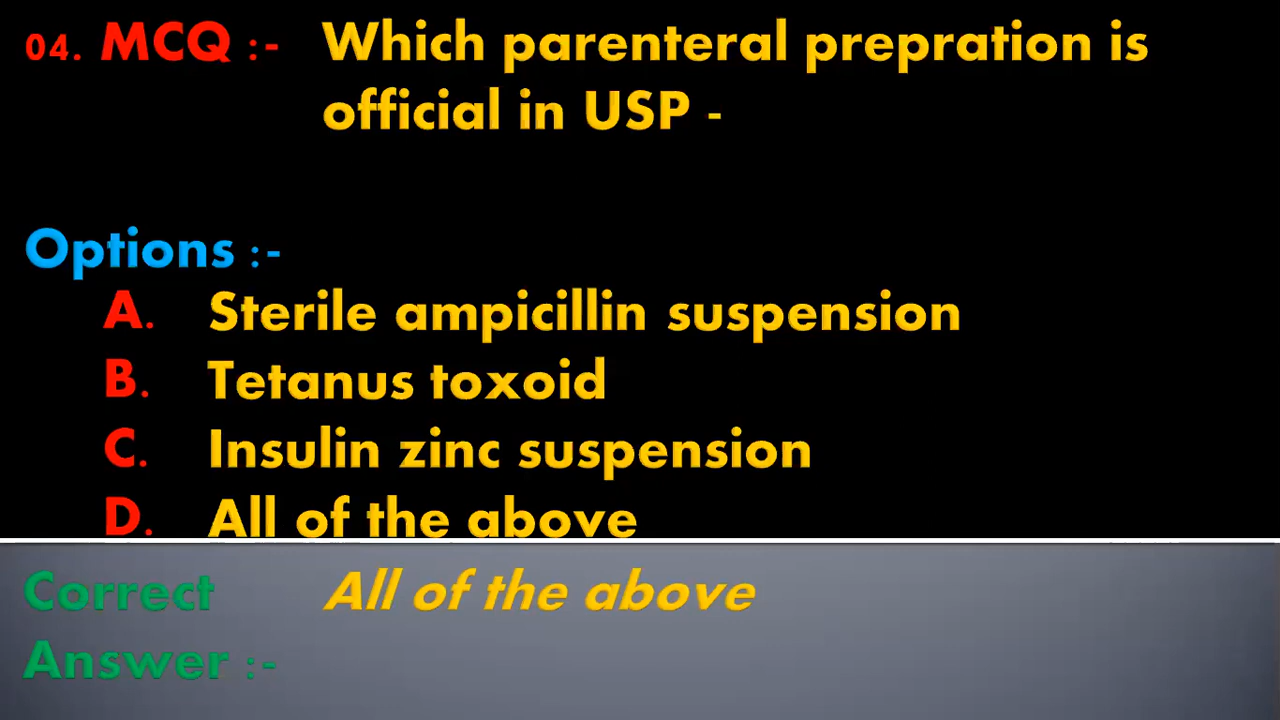 04. MCQ :- Which parenteral prepration is
official in USP -
Options :-
A. Sterile ampicillin suspension
B. Tetanus toxoid
C. Insulin zinc suspension
D. All of the above
Correct All of the above
Answer :-